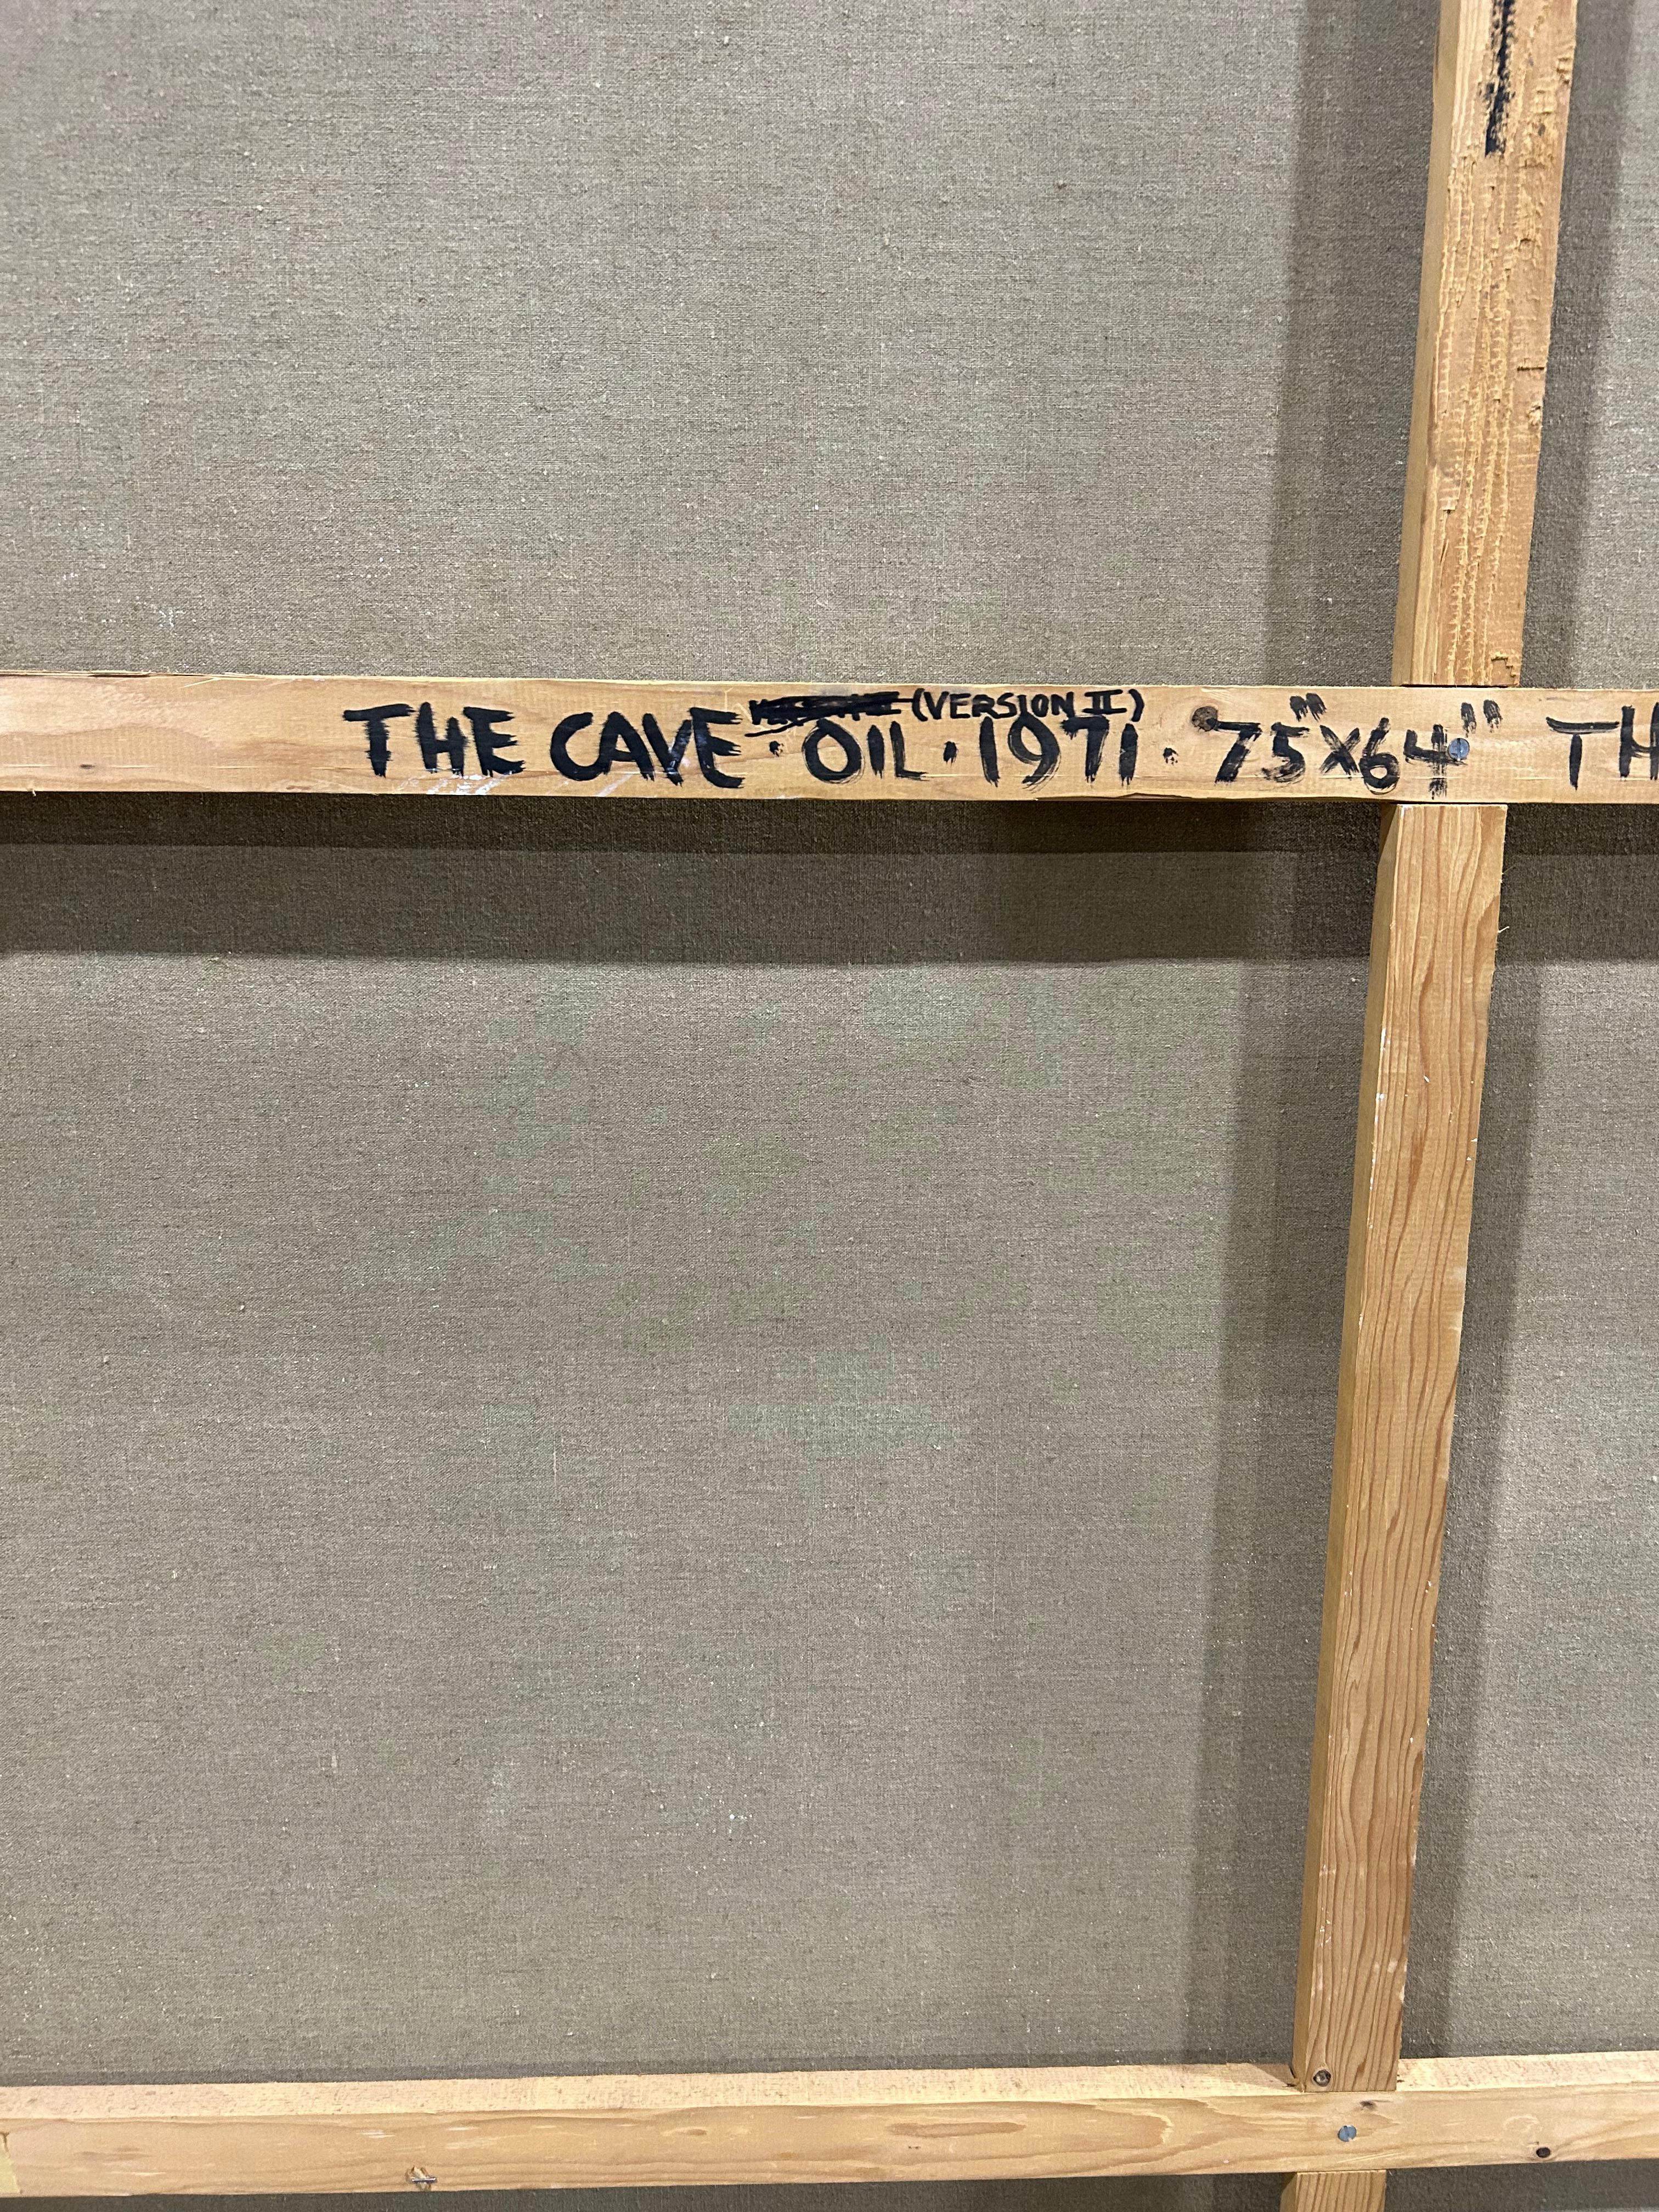 (VERSION II)
THE CAVE · OIL · 1971 · 75"X64" TH